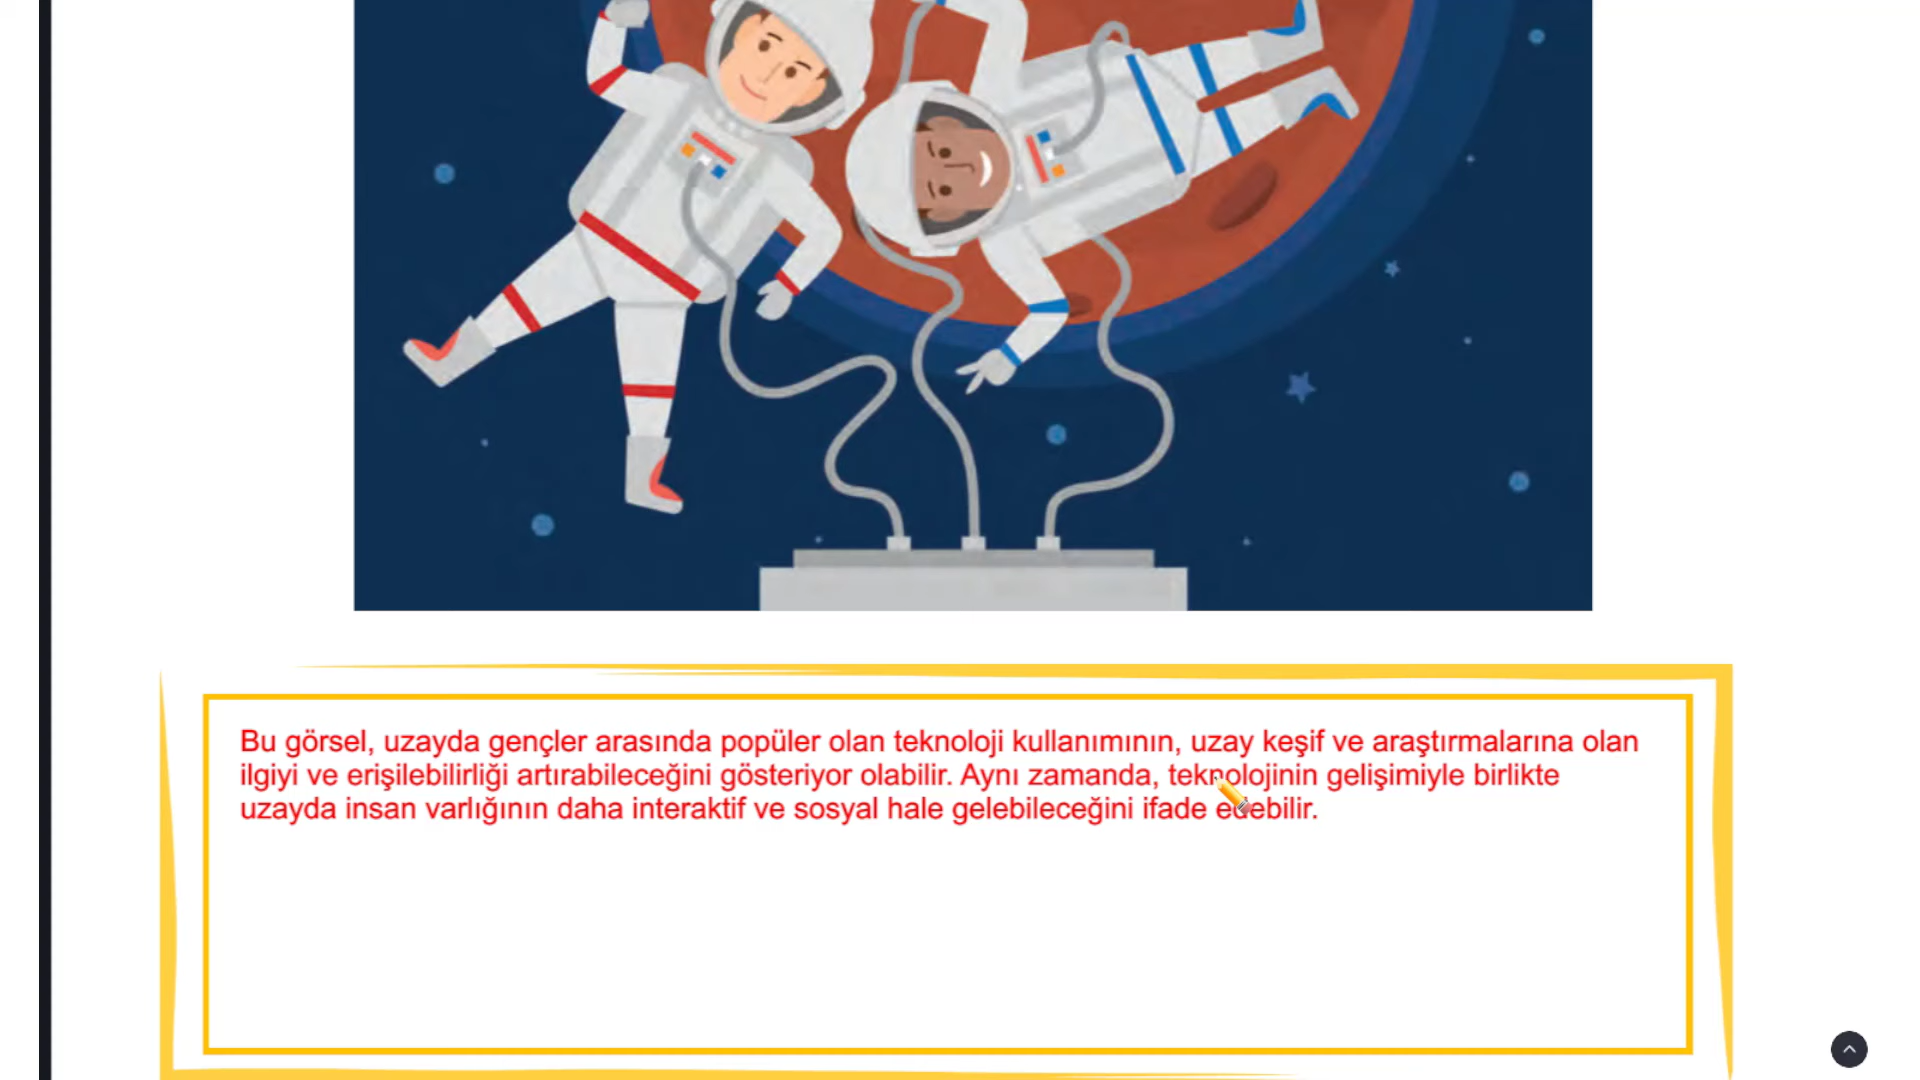 Bu görsel, uzayda gençler arasında popüler olan teknoloji kullanımının, uzay keşif ve araştırmalarına olan
ilgiyi ve erişilebilirliği artırabileceğini gösteriyor olabilir. Aynı zamanda, teknolojinin gelişimiyle birlikte
uzayda insan varlığının daha interaktif ve sosyal hale gelebileceğini ifade edebilir.